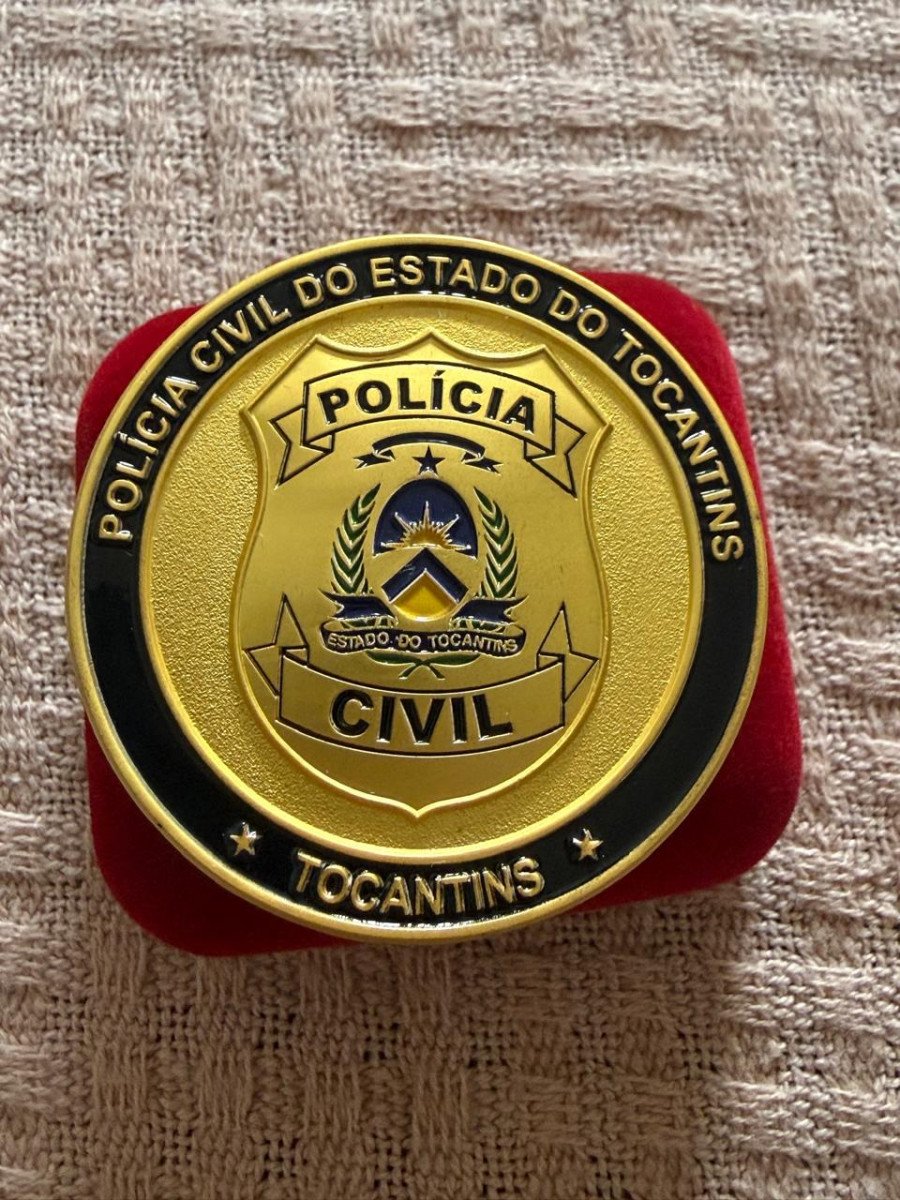 POLÍCIA CIVIL DO ESTADO DO TOCANTINS
POLÍCIA
ESTADO DO TOCANTINS
CIVIL
TOCANTINS